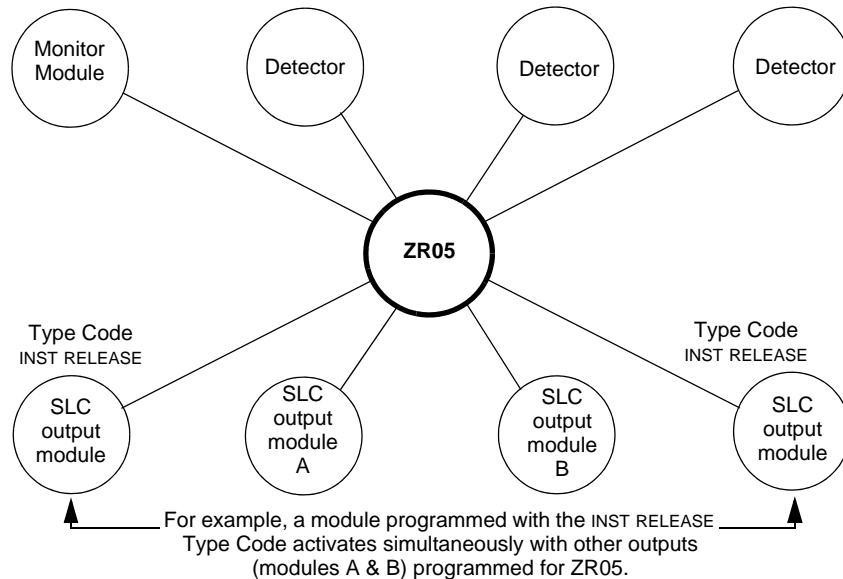 Monitor
Module
Detector
Detector
Detector
ZR05
Type Code
INST RELEASE
Type Code
INST RELEASE
SLC
output
module
SLC
output
module
A
SLC
output
module
B
SLC
output
module
For example, a module programmed with the INST RELEASE
Type Code activates simultaneously with other outputs
(modules A & B) programmed for ZR05.